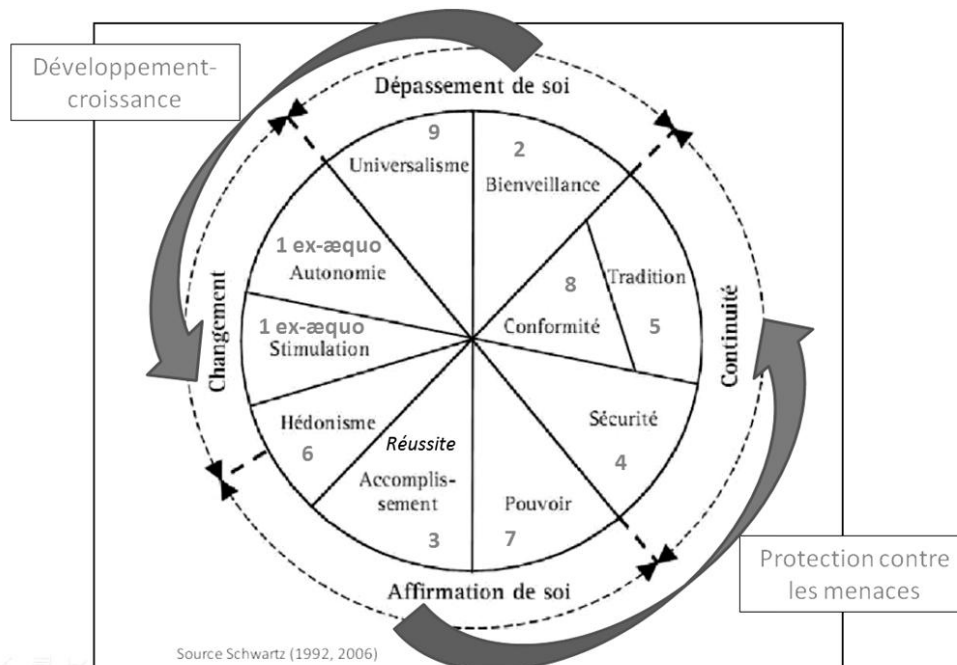 Développement-
croissance
Dépassement de soi
9
Universalisme
2
Bienveillance
1 ex-æquo
Autonomie
Tradition
8
Conformité
5
1 ex-æquo
Stimulation
Changement
Continuité
Hédonisme
6
Réussite
Accomplis-
sement
3
Sécurité
4
Pouvoir
7
Affirmation de soi
Protection contre
les menaces
Source Schwartz (1992, 2006)